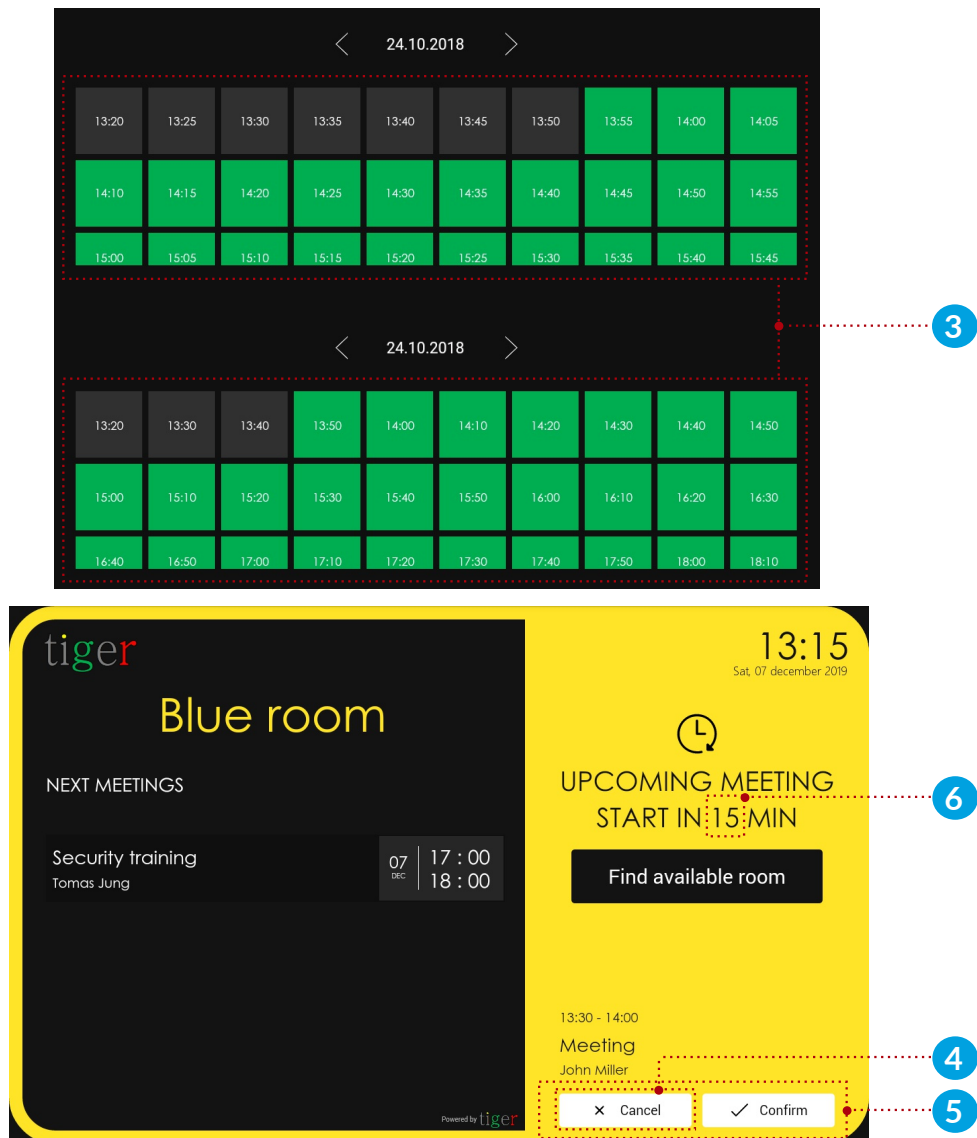 24.10.2018
13:20 13:25 13:30 13:35 13:40 13:45 13:50 13:55 14:00 14:05
14:10 14:15 14:20 14:25 14:30 14:35 14:40 14:45 14:50 14:55
15:00 15:05 15:10 15:15 15:20 15:25 15:30 15:35 15:40 15:45
3
24.10.2018
13:20 13:30 13:40 13:50 14:00 14:10 14:20 14:30 14:40 14:50
15:00 15:10 15:20 15:30 15:40 15:50 16:00 16:10 16:20 16:30
16:40 16:50 17:00 17:10 17:20 17:30 17:40 17:50 18:00 18:10
tiger
Blue room
NEXT MEETINGS
Security training
Tomas Jung
07
DEC
17 : 00
18 : 00
Powered by tiger
13:15
Sat, 07 december 2019
UPCOMING MEETING
START IN 15 MIN
6
Find available room
13:30 - 14:00
Meeting
John Miller
4
Cancel
Confirm
5